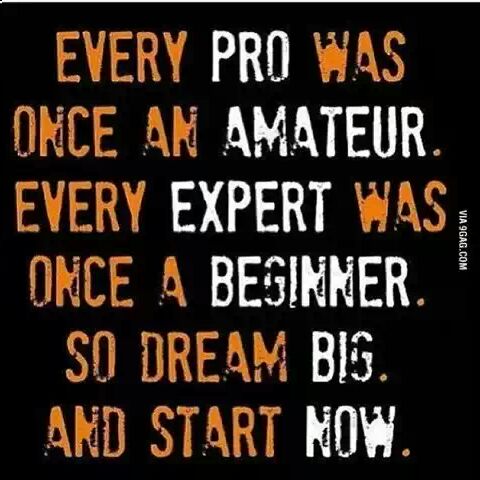 EVERY PRO WAS
ONCE AN AMATEUR.
EVERY EXPERT WAS
ONCE A BEGINNER.
SO DREAM BIG.
AND START NOW.
VIA 9GAG.COM